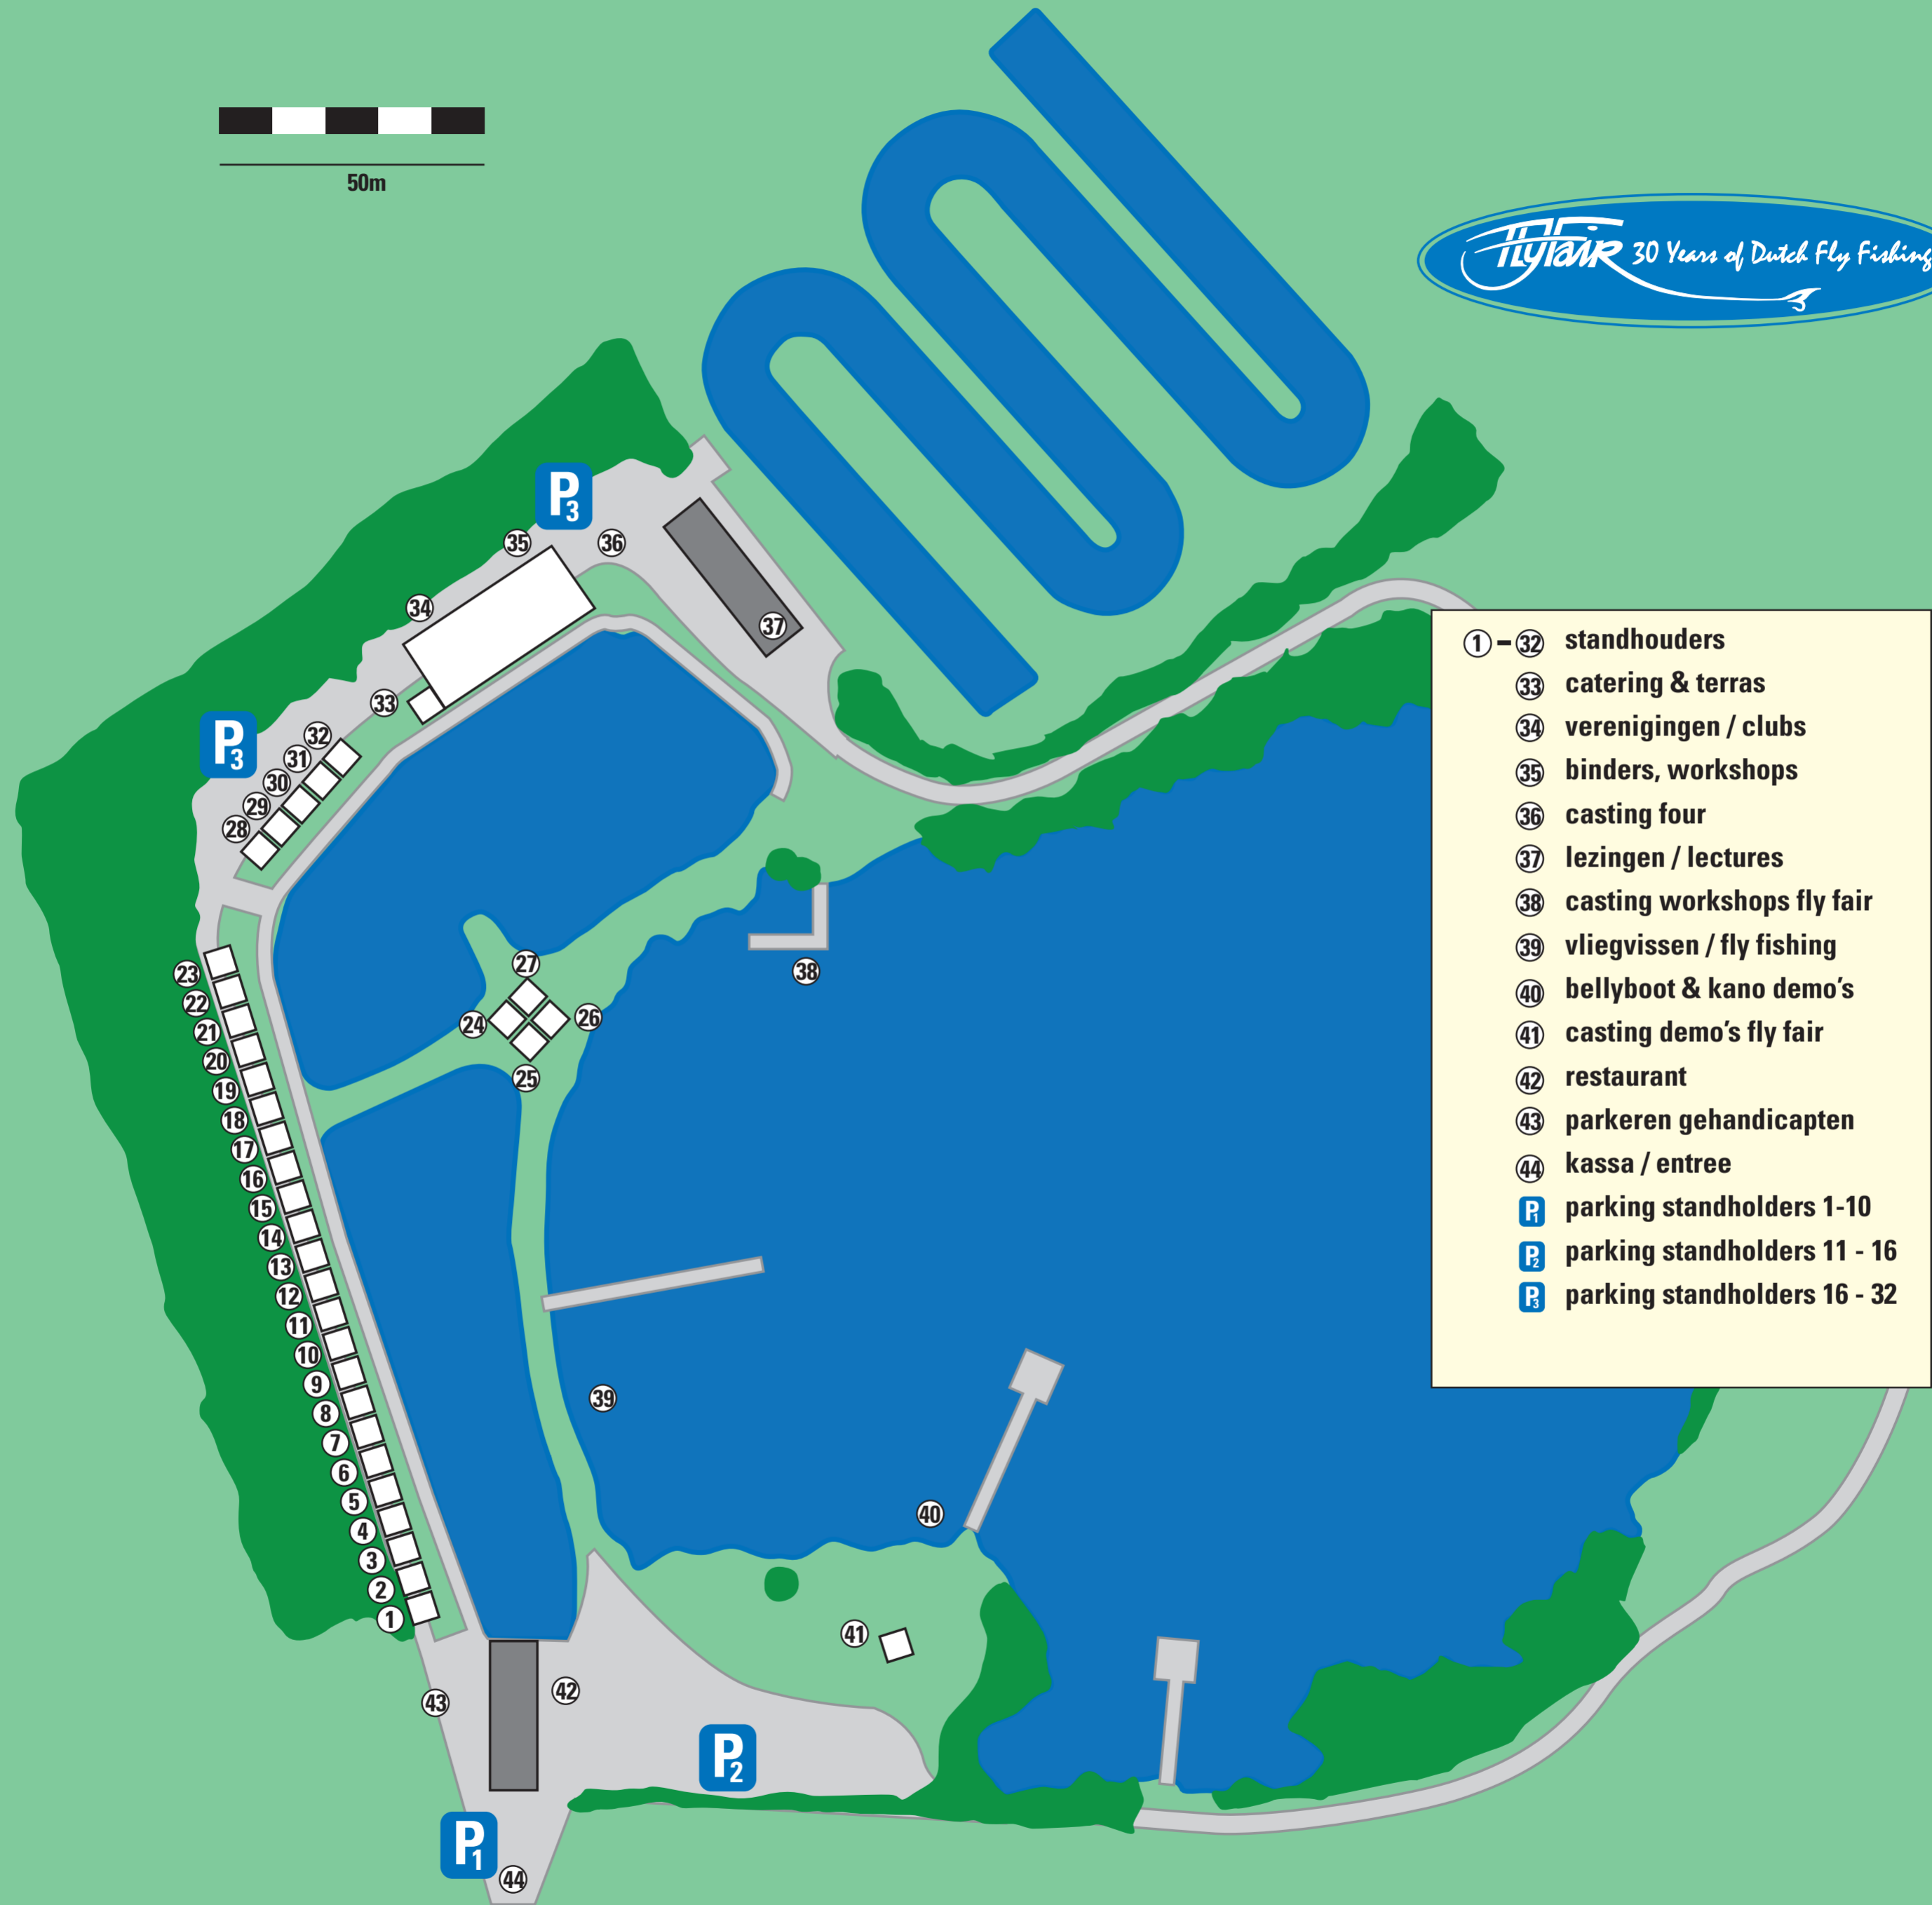 50m
FlyFair 30 Years of Dutch Fly Fishing
P3
35
36
34
37
33
P3
32
31
30
29
28
1 – 32 standhouders
33 catering & terras
34 verenigingen / clubs
35 binders, workshops
36 casting four
37 lezingen / lectures
38 casting workshops fly fair
39 vliegvissen / fly fishing
40 bellyboot & kano demo's
41 casting demo's fly fair
42 restaurant
43 parkeren gehandicapten
44 kassa / entree
P1 parking standholders 1-10
P2 parking standholders 11 - 16
P3 parking standholders 16 - 32
27
38
23
22
26
24
21
20
25
19
18
17
16
15
14
13
12
11
10
9
39
8
7
6
5
40
4
3
2
1
41
42
43
P2
P1
44